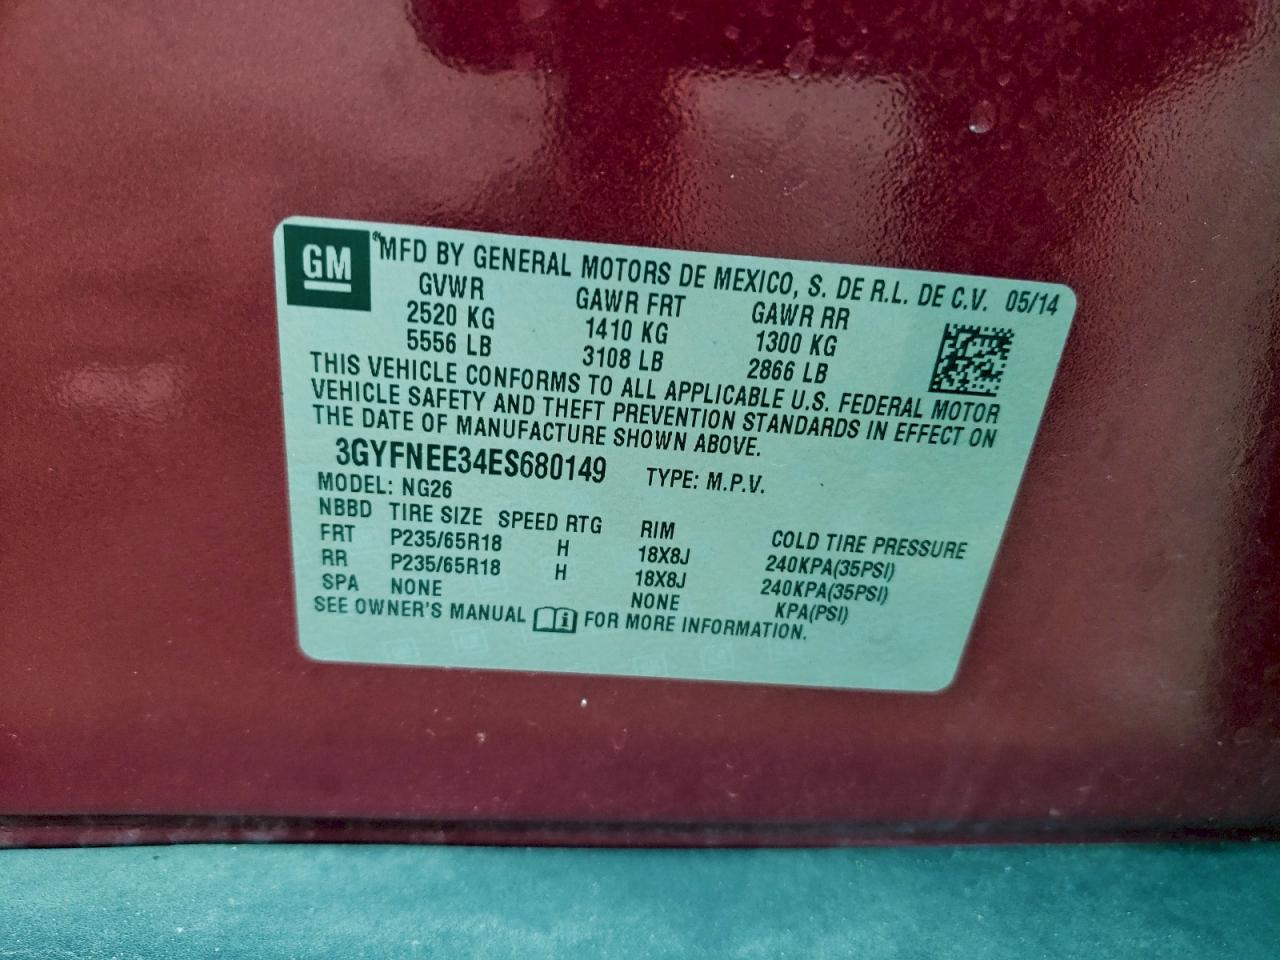 GM
® MFD BY GENERAL MOTORS DE MEXICO, S. DE R.L. DE C.V. 05/14
GVWR GAWR FRT GAWR RR
2520 KG 1410 KG 1300 KG
5556 LB 3108 LB 2866 LB
THIS VEHICLE CONFORMS TO ALL APPLICABLE U.S. FEDERAL MOTOR
VEHICLE SAFETY AND THEFT PREVENTION STANDARDS IN EFFECT ON
THE DATE OF MANUFACTURE SHOWN ABOVE.
3GYFNEE34ES680149 TYPE: M.P.V.
MODEL: NG26
NBBD TIRE SIZE SPEED RTG RIM COLD TIRE PRESSURE
FRT P235/65R18 H 18X8J 240KPA(35PSI)
RR P235/65R18 H 18X8J 240KPA(35PSI)
SPA NONE NONE KPA(PSI)
SEE OWNER'S MANUAL i FOR MORE INFORMATION.